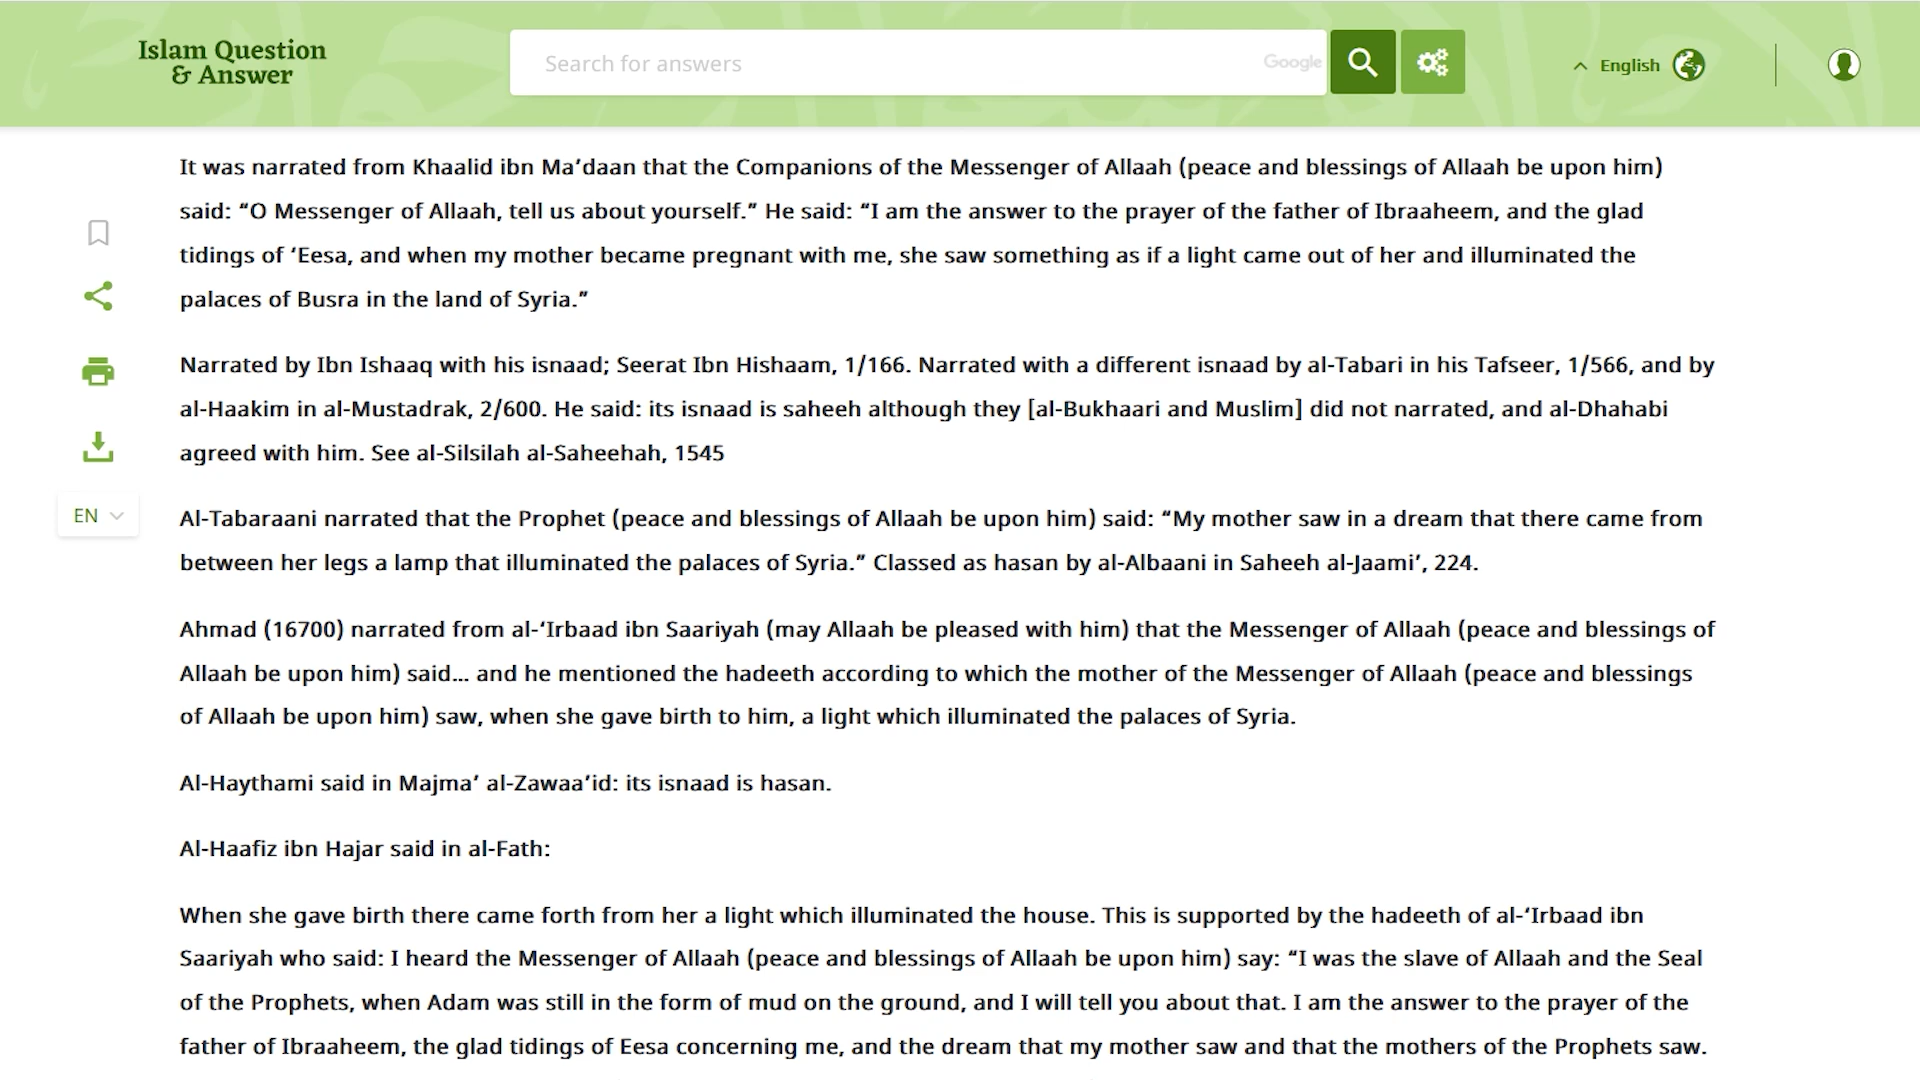 Islam Question
& Answer
Search for answers
Google
English
It was narrated from Khaalid ibn Ma’daan that the Companions of the Messenger of Allaah (peace and blessings of Allaah be upon him)
said: “O Messenger of Allaah, tell us about yourself.” He said: “I am the answer to the prayer of the father of Ibraaheem, and the glad
tidings of ‘Eesa, and when my mother became pregnant with me, she saw something as if a light came out of her and illuminated the
palaces of Busra in the land of Syria.”
Narrated by Ibn Ishaaq with his isnaad; Seerat Ibn Hishaam, 1/166. Narrated with a different isnaad by al-Tabari in his Tafseer, 1/566, and by
al-Haakim in al-Mustadrak, 2/600. He said: its isnaad is saheeh although they [al-Bukhaari and Muslim] did not narrated, and al-Dhahabi
agreed with him. See al-Silsilah al-Saheehah, 1545
EN
Al-Tabaraani narrated that the Prophet (peace and blessings of Allaah be upon him) said: “My mother saw in a dream that there came from
between her legs a lamp that illuminated the palaces of Syria.” Classed as hasan by al-Albaani in Saheeh al-Jaami’, 224.
Ahmad (16700) narrated from al-‘Irbaad ibn Saariyah (may Allaah be pleased with him) that the Messenger of Allaah (peace and blessings of
Allaah be upon him) said... and he mentioned the hadeeth according to which the mother of the Messenger of Allaah (peace and blessings
of Allaah be upon him) saw, when she gave birth to him, a light which illuminated the palaces of Syria.
Al-Haythami said in Majma’ al-Zawaa’id: its isnaad is hasan.
Al-Haafiz ibn Hajar said in al-Fath:
When she gave birth there came forth from her a light which illuminated the house. This is supported by the hadeeth of al-‘Irbaad ibn
Saariyah who said: I heard the Messenger of Allaah (peace and blessings of Allaah be upon him) say: “I was the slave of Allaah and the Seal
of the Prophets, when Adam was still in the form of mud on the ground, and I will tell you about that. I am the answer to the prayer of the
father of Ibraaheem, the glad tidings of Eesa concerning me, and the dream that my mother saw and that the mothers of the Prophets saw.